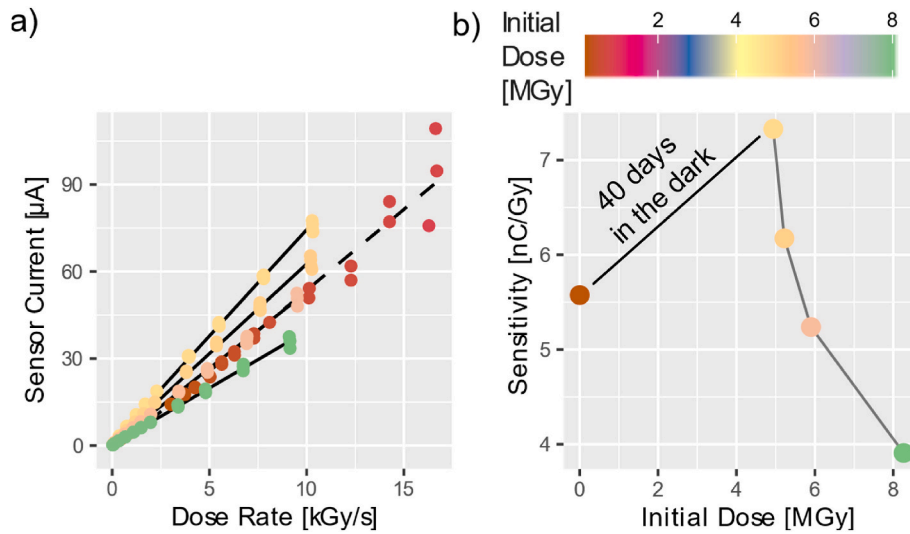 a)
90
60
30
0
Sensor Current [µA]
0
5
10
15
Dose Rate [kGy/s]
b)
Initial
Dose
[MGy]
2
4
6
8
7
6
5
4
Sensitivity [nC/Gy]
40 days
in the dark
0
2
4
6
8
Initial Dose [MGy]